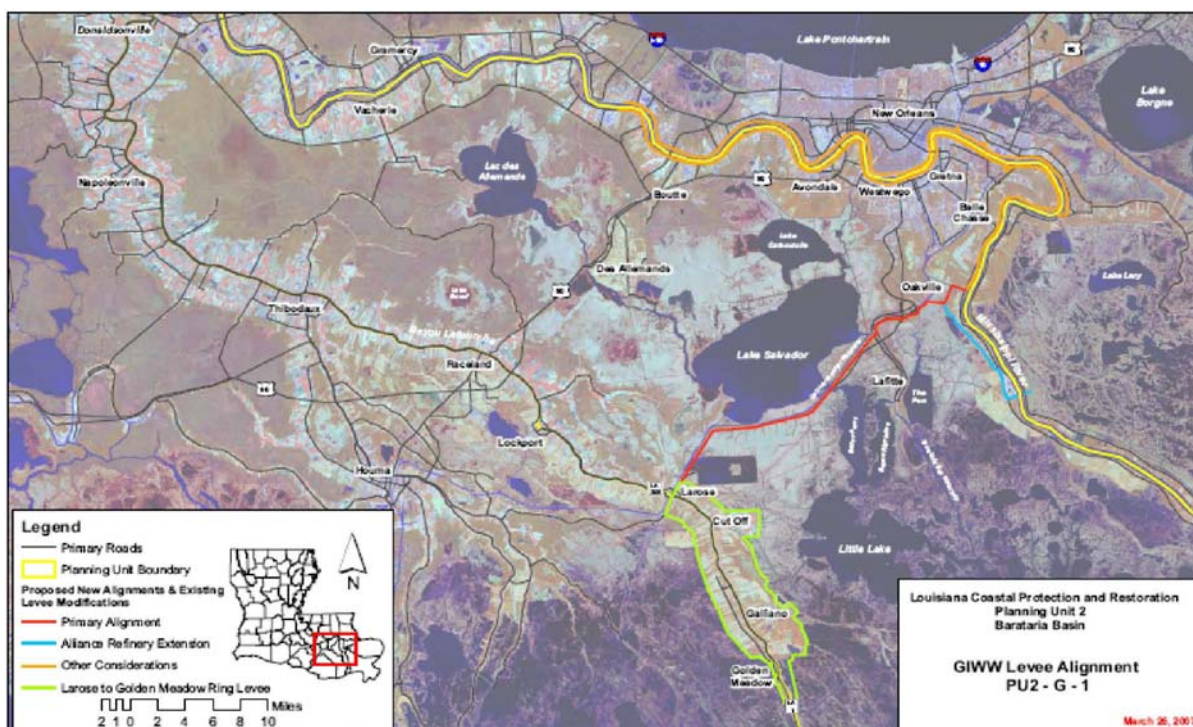 Donaldsonville
Gramercy
Vacherie
Lake Pontchartrain
Lake
Borgne
New Orleans
Napoleonville
Lac des
Allemands
Boutte
Avondale
Westwego
Gretna
Belle
Chasse
Lake
Cataouatche
Des Allemands
Lake Lery
Oakville
Thibodaux
Bayou Lafourche
Raceland
Lake Salvador
Mississippi River
Lafitte
The
Pen
Lockport
Houma
Larose
Cut Off
Little Lake
Galliano
Golden
Meadow
Legend
Primary Roads
Planning Unit Boundary
Proposed New Alignments & Existing
Levee Modifications
Primary Alignment
Alliance Refinery Extension
Other Considerations
Larose to Golden Meadow Ring Levee
N
2 1 0 2 4 6 8 10 Miles
Louisiana Coastal Protection and Restoration
Planning Unit 2
Barataria Basin
GIWW Levee Alignment
PU2 - G - 1